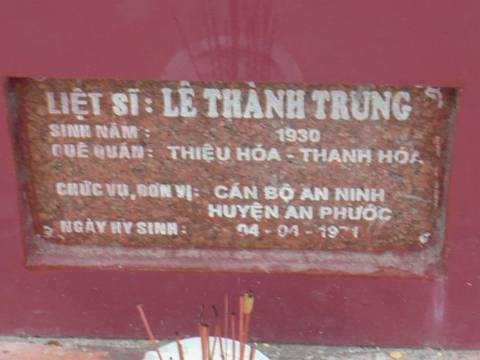 LIỆT SĨ : LÊ THÀNH TRUNG
SINH NĂM : 1930
QUÊ QUÁN : THIỆU HÓA - THANH HÓA
CHỨC VỤ, ĐƠN VỊ : CÁN BỘ AN NINH
HUYỆN AN PHƯỚC
NGÀY HY SINH : 04 - 04 - 1971